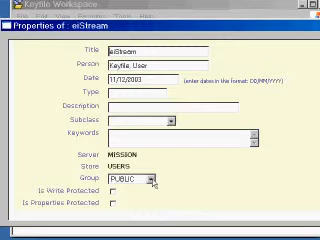 Keyfile Workspace
Properties of : eiStream
Title eiStream
Person Keyfile, User
Date 11/12/2003 (enter dates in this format: DD/MM/YYYY)
Type
Description
Subclass
Keywords
Server MISSION
Store USERS
Group PUBLIC
Is Write Protected
Is Properties Protected